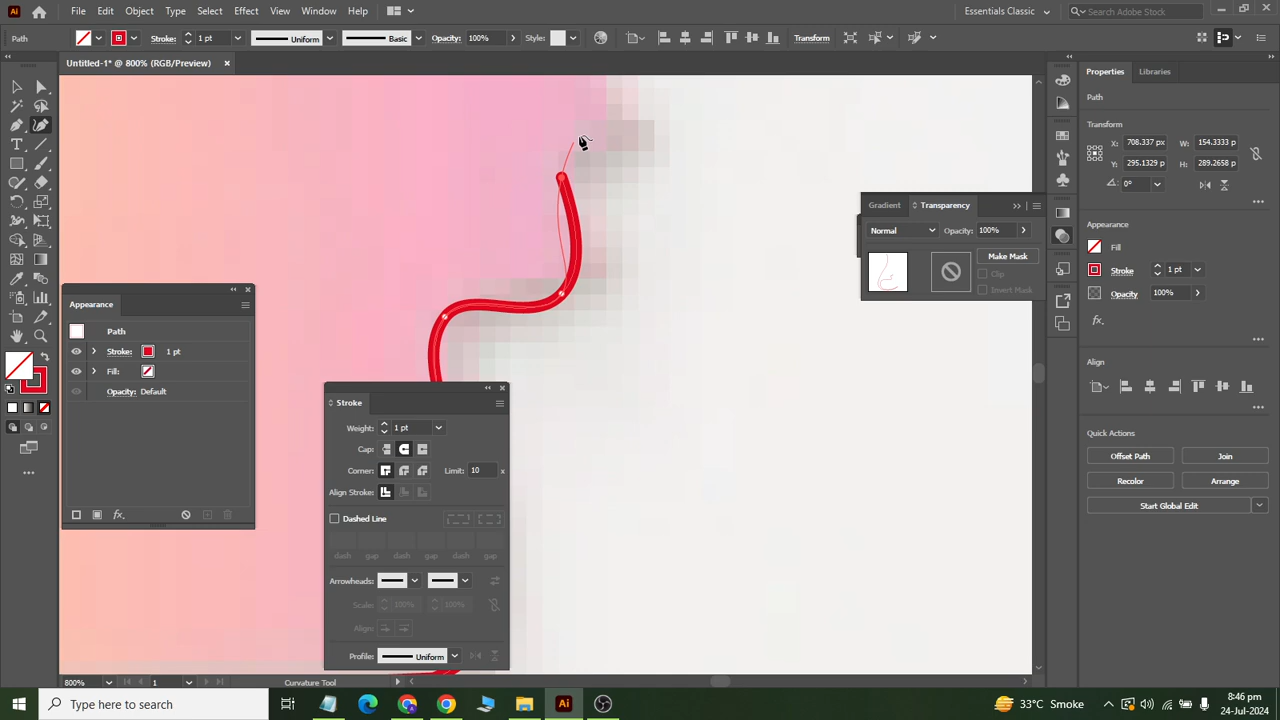 Ai File Edit Object Type Select Effect View Window Help Essentials Classic Search Adobe Stock
Path Stroke: 1 pt Uniform Basic Opacity: 100% Style: Transform
Untitled-1* @ 800% (RGB/Preview) ×
Properties Libraries
Path
Transform
X: 708.337 px W: 154.3333 p
Y: 295.1329 p H: 289.2658 p
0°
Gradient Transparency
Normal Opacity: 100%
Make Mask
Clip
Invert Mask
Appearance
Fill
Stroke 1 pt
Opacity 100%
fx.
Align
Quick Actions
Offset Path Join
Recolor Arrange
Start Global Edit
Appearance
Path
Stroke: 1 pt
Fill:
Opacity: Default
fx.
Stroke
Weight: 1 pt
Cap:
Corner: Limit: 10 x
Align Stroke:
Dashed Line
dash gap dash gap dash gap
Arrowheads:
Scale: 100% 100%
Align:
Profile: Uniform
800% 1 Curvature Tool
Type here to search Ai 33°C Smoke 8:46 pm
24-Jul-2024